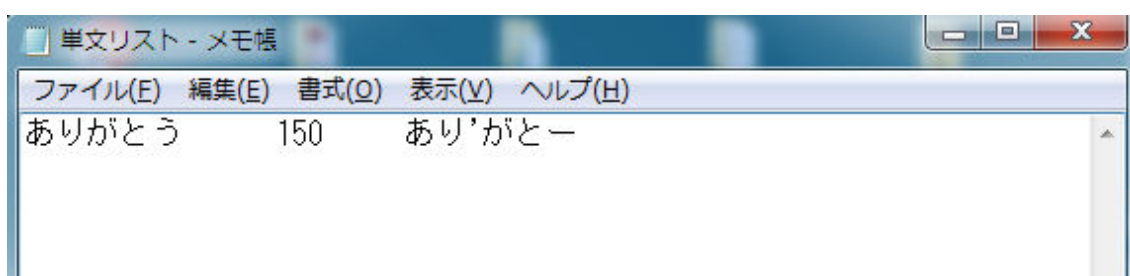 単文リスト - メモ帳
ファイル(F) 編集(E) 書式(O) 表示(V) ヘルプ(H)
ありがとう 150 あり’がとー